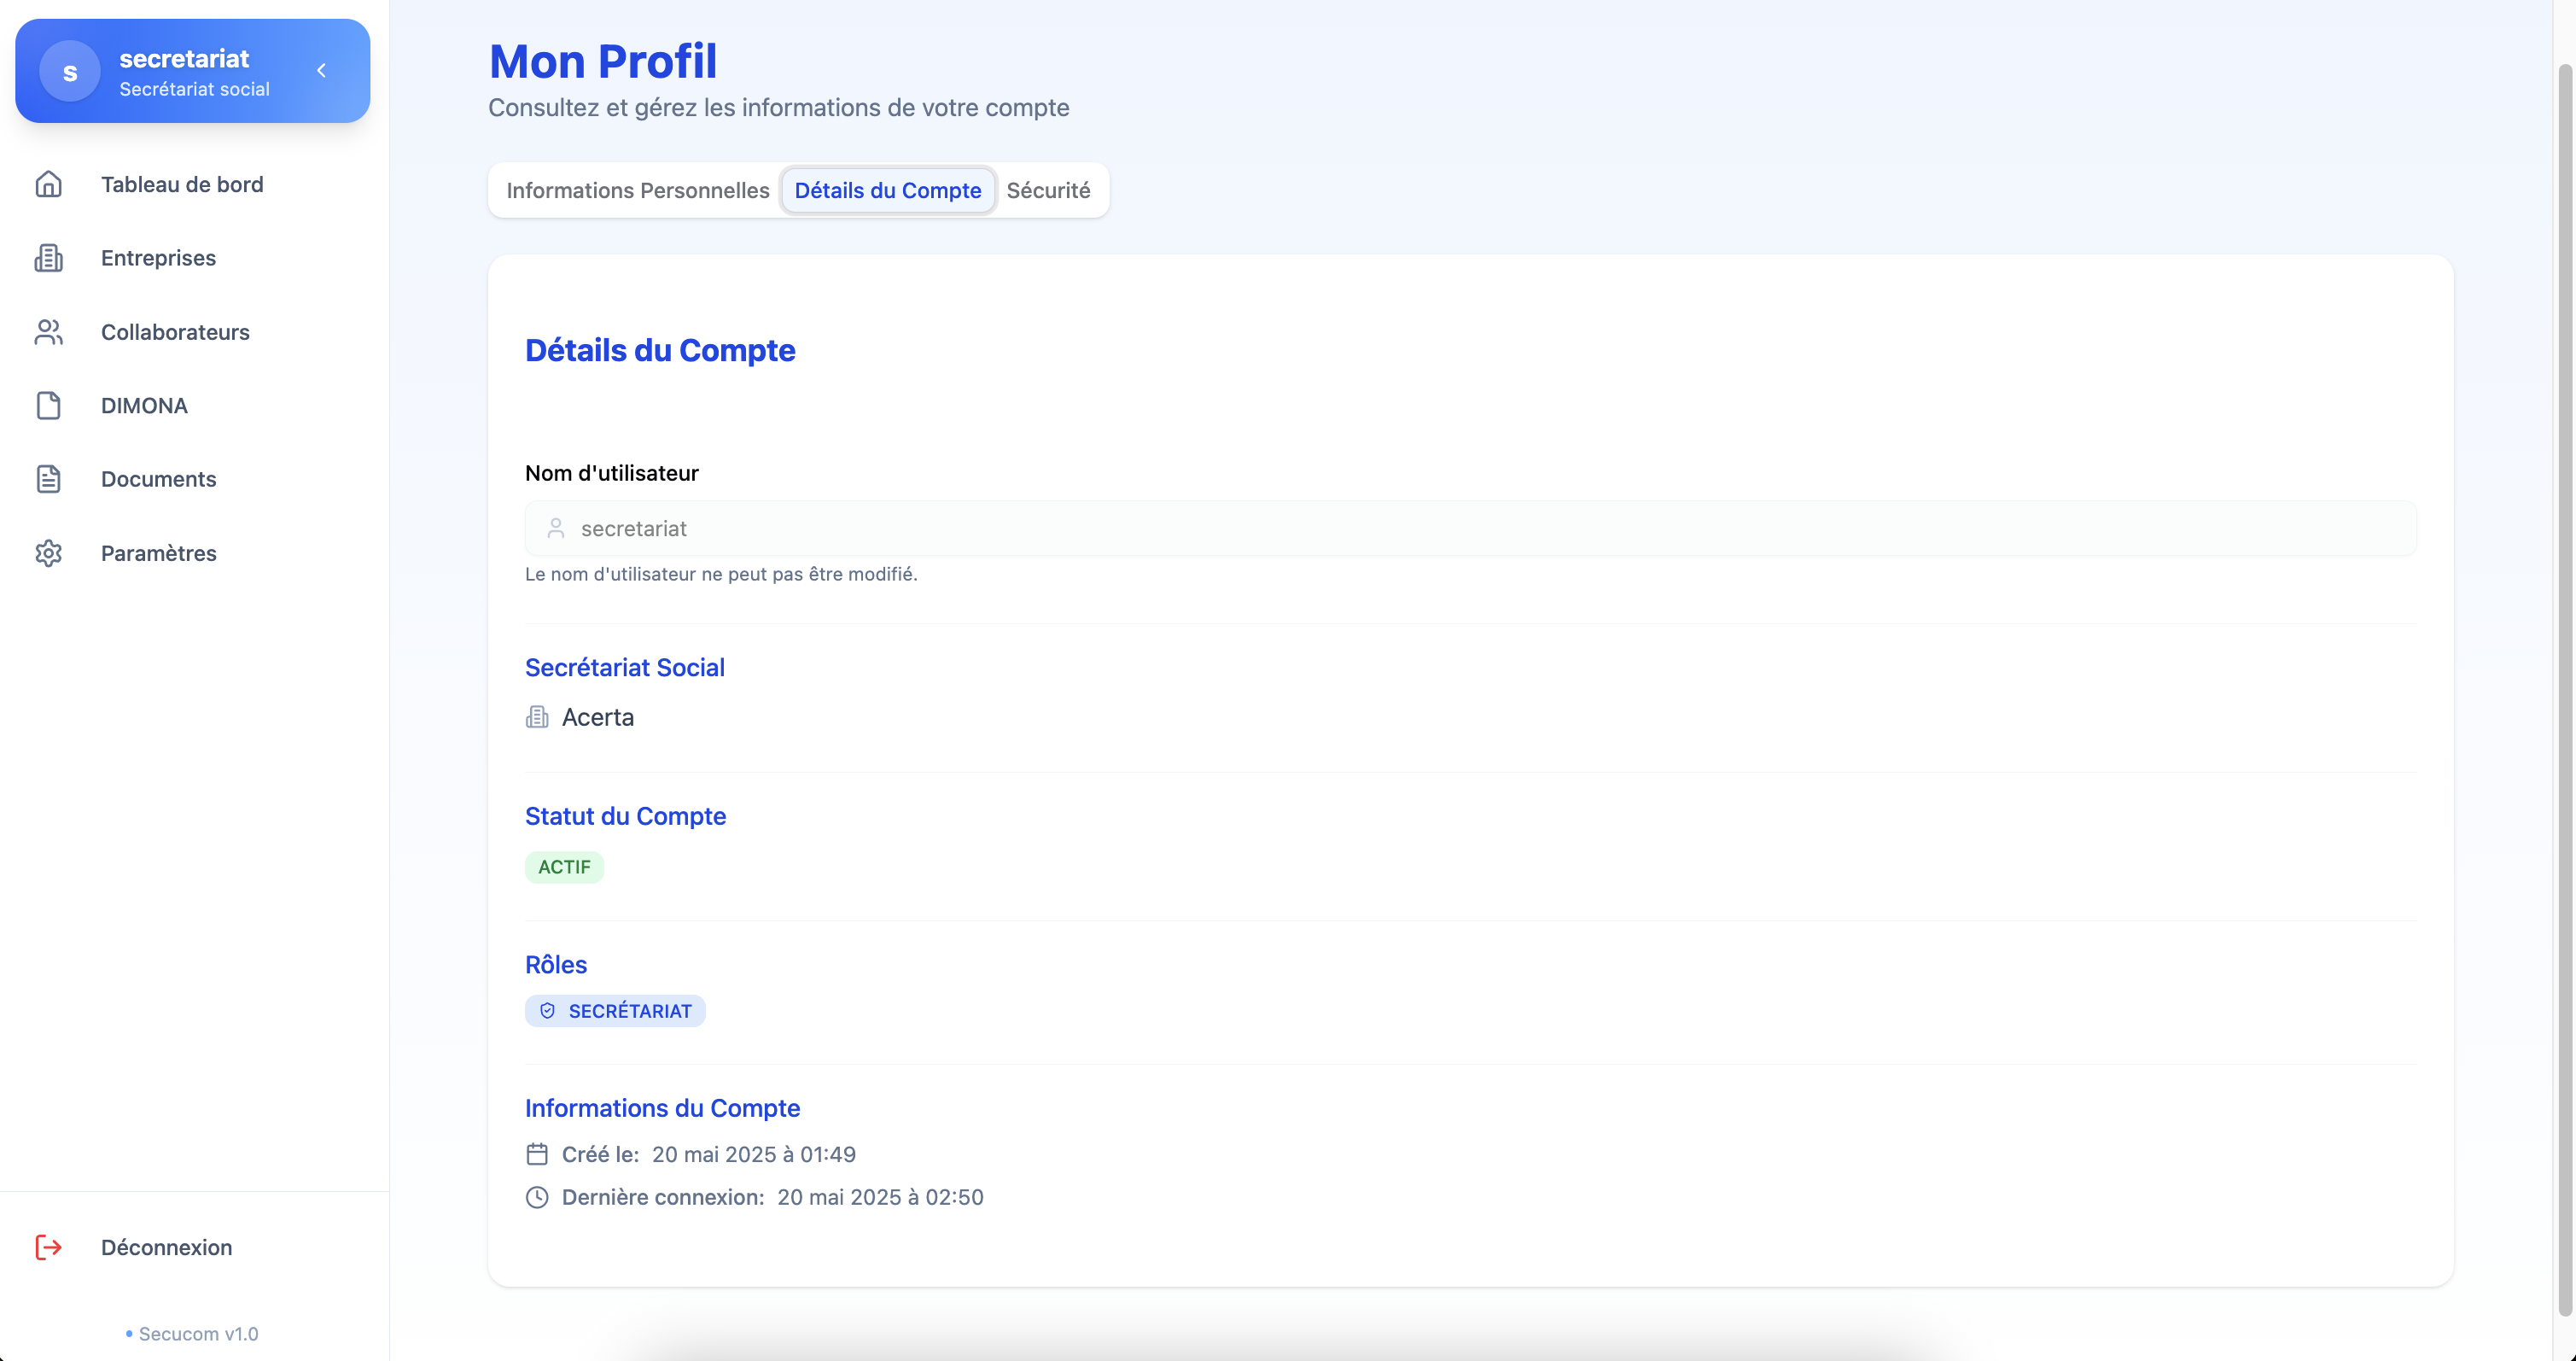 s
secretariat
Secrétariat social
Tableau de bord
Entreprises
Collaborateurs
DIMONA
Documents
Paramètres
Déconnexion
Secucom v1.0
Mon Profil
Consultez et gérez les informations de votre compte
Informations Personnelles
Détails du Compte
Sécurité
Détails du Compte
Nom d'utilisateur
secretariat
Le nom d'utilisateur ne peut pas être modifié.
Secrétariat Social
Acerta
Statut du Compte
ACTIF
Rôles
SECRÉTARIAT
Informations du Compte
Créé le: 20 mai 2025 à 01:49
Dernière connexion: 20 mai 2025 à 02:50